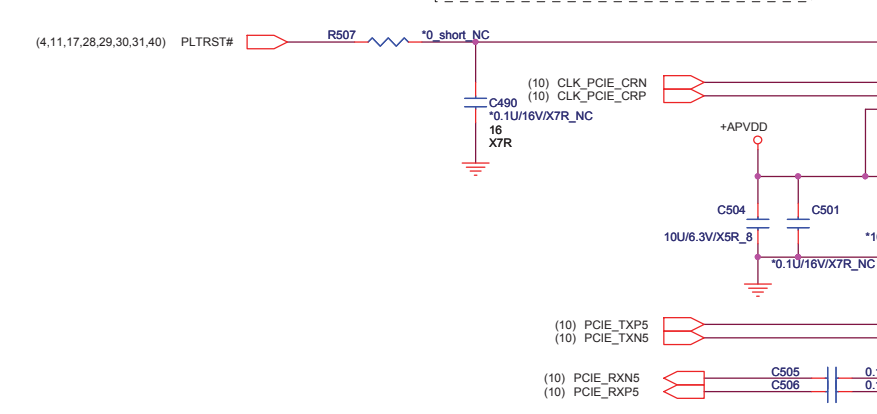 (4,11,17,28,29,30,31,40) PLTRST# R507 *0_short_NC
(10) CLK_PCIE_CRN
(10) CLK_PCIE_CRP
C490
*0.1U/16V/X7R_NC
16
X7R
+APVDD
C504 C501
10U/6.3V/X5R_8
*0.1U/16V/X7R_NC
(10) PCIE_TXP5
(10) PCIE_TXN5
(10) PCIE_RXN5 C505
(10) PCIE_RXP5 C506